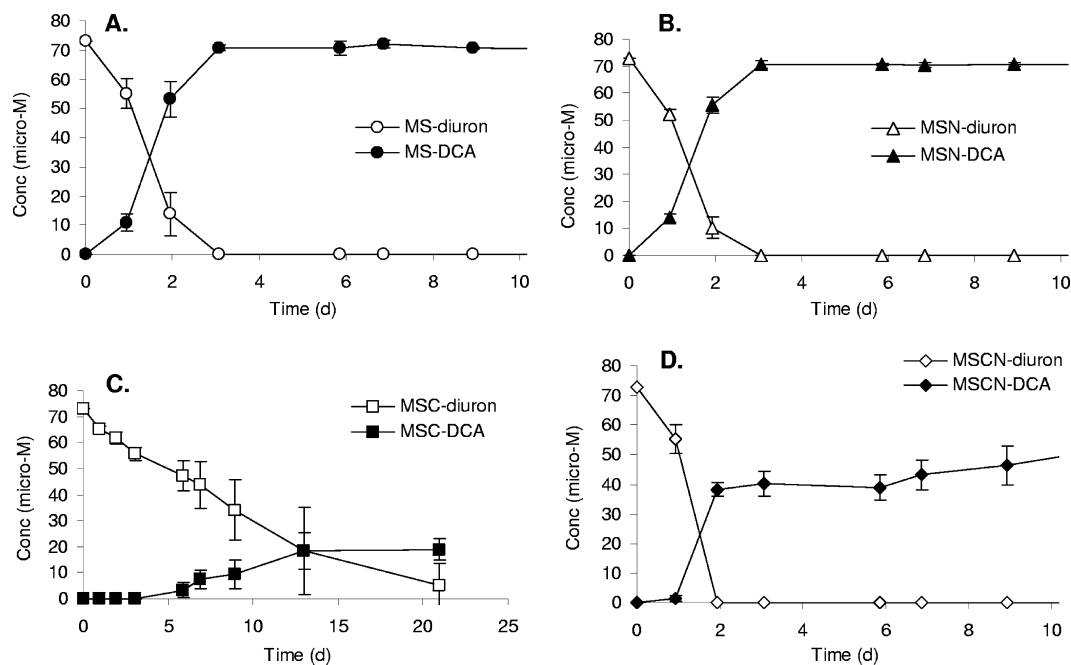 A.
80
70
60
50
40
30
20
10
0
Conc (micro-M)
MS-diuron
MS-DCA
0 2 4 6 8 10
Time (d)
B.
80
70
60
50
40
30
20
10
0
Conc (micro-M)
MSN-diuron
MSN-DCA
0 2 4 6 8 10
Time (d)
C.
80
70
60
50
40
30
20
10
0
Conc (micro-M)
MSC-diuron
MSC-DCA
0 5 10 15 20 25
Time (d)
D.
MSCN-diuron
MSCN-DCA
80
70
60
50
40
30
20
10
0
Conc (micro-M)
0 2 4 6 8 10
Time (d)